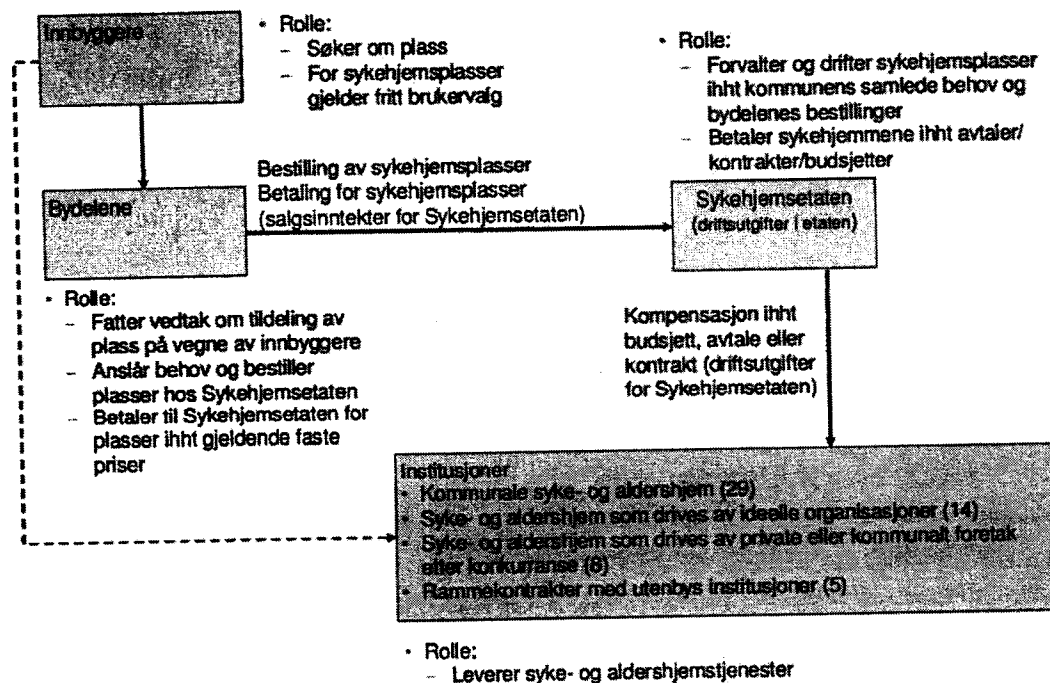 Innbyggere
• Rolle:
– Søker om plass
– For sykehjemsplasser
gjelder fritt brukervalg
• Rolle:
– Forvalter og drifter sykehjemsplasser
ihht kommunens samlede behov og
bydelenes bestillinger
– Betaler sykehjemmene ihht avtaler/
kontrakter/budsjetter
Bestilling av sykehjemsplasser
Betaling for sykehjemsplasser
(salgsinntekter for Sykehjemsetaten)
Bydelene
Sykehjemsetaten
(driftsutgifter i etaten)
• Rolle:
– Fatter vedtak om tildeling av
plass på vegne av innbyggere
– Anslår behov og bestiller
plasser hos Sykehjemsetaten
– Betaler til Sykehjemsetaten for
plasser ihht gjeldende faste
priser
Kompensasjon ihht
budsjett, avtale eller
kontrakt (driftsutgifter
for Sykehjemsetaten)
Institusjoner
• Kommunale syke- og aldershjem (29)
• Syke- og aldershjem som drives av ideelle organisasjoner (14)
• Syke- og aldershjem som drives av private eller kommunalt foretak
etter konkurranse (8)
• Rammekontrakter med utenbys institusjoner (5)
• Rolle:
– Leverer syke- og aldershjemstjenester